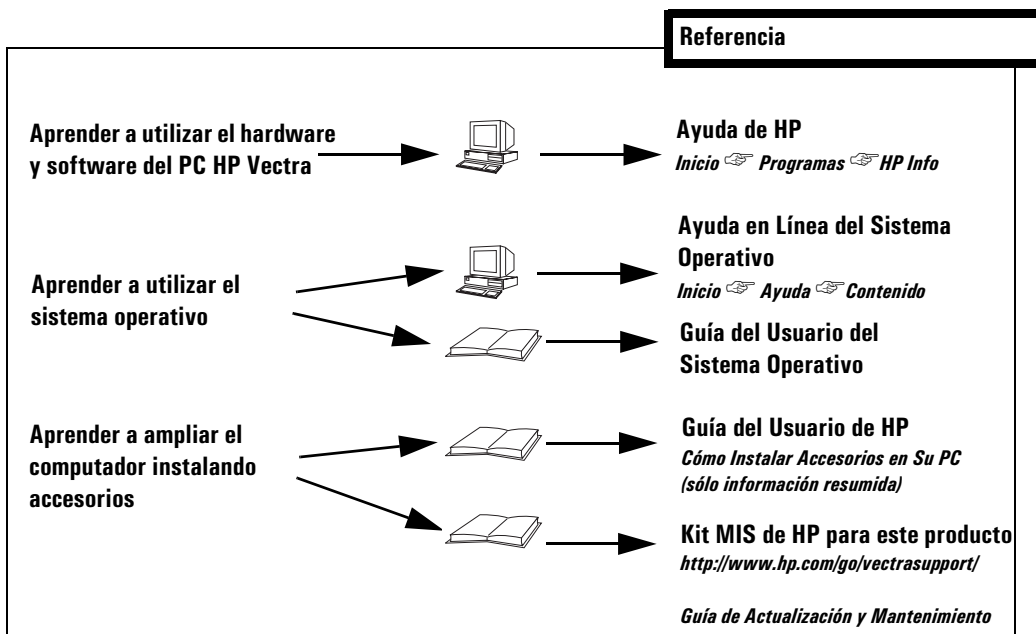 Referencia
Aprender a utilizar el hardware
y software del PC HP Vectra
Ayuda de HP
Inicio ☞ Programas ☞ HP Info
Aprender a utilizar el
sistema operativo
Ayuda en Línea del Sistema
Operativo
Inicio ☞ Ayuda ☞ Contenido
Guía del Usuario del
Sistema Operativo
Aprender a ampliar el
computador instalando
accesorios
Guía del Usuario de HP
Cómo Instalar Accesorios en Su PC
(sólo información resumida)
Kit MIS de HP para este producto
http://www.hp.com/go/vectrasupport/
Guía de Actualización y Mantenimiento